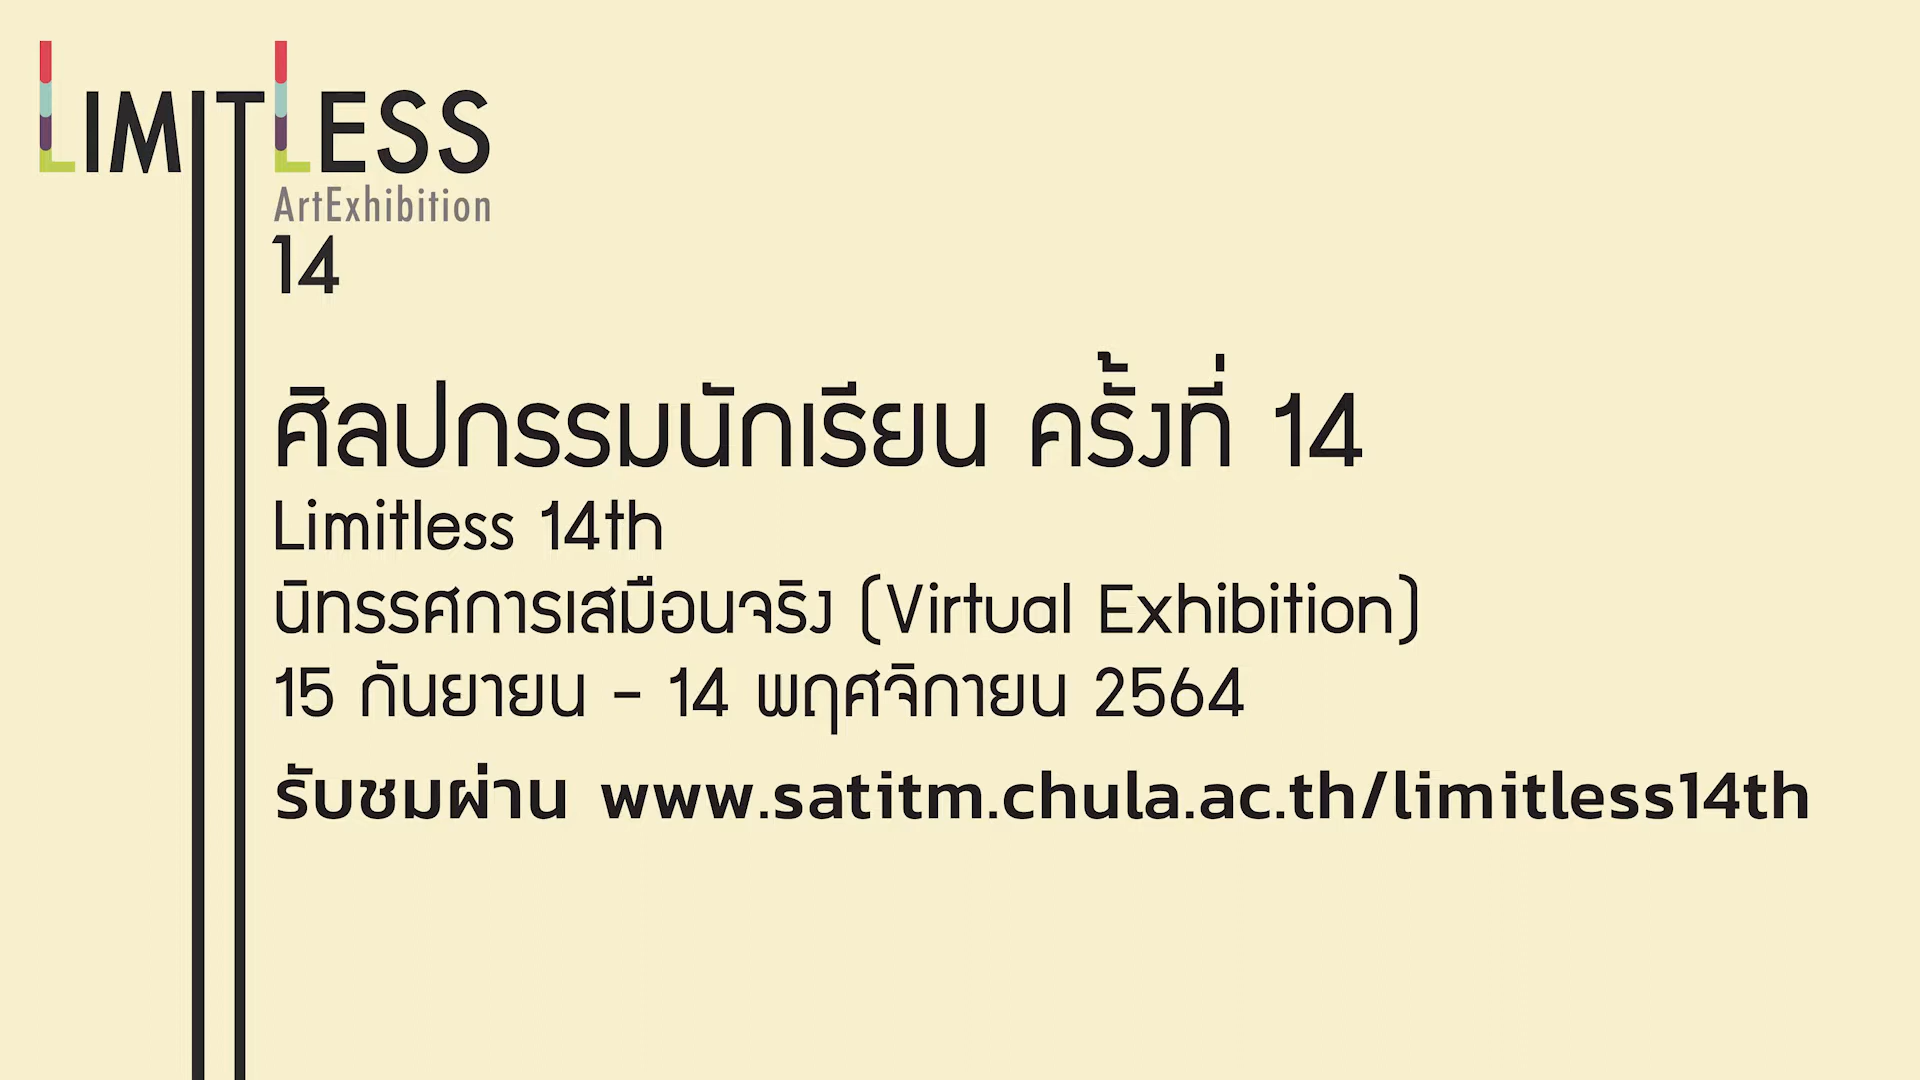 LIMITLESS
ArtExhibition
14
ศิลปกรรมนักเรียน ครั้งที่ 14
Limitless 14th
นิทรรศการเสมือนจริง (Virtual Exhibition)
15 กันยายน - 14 พฤศจิกายน 2564
รับชมผ่าน www.satitm.chula.ac.th/limitless14th